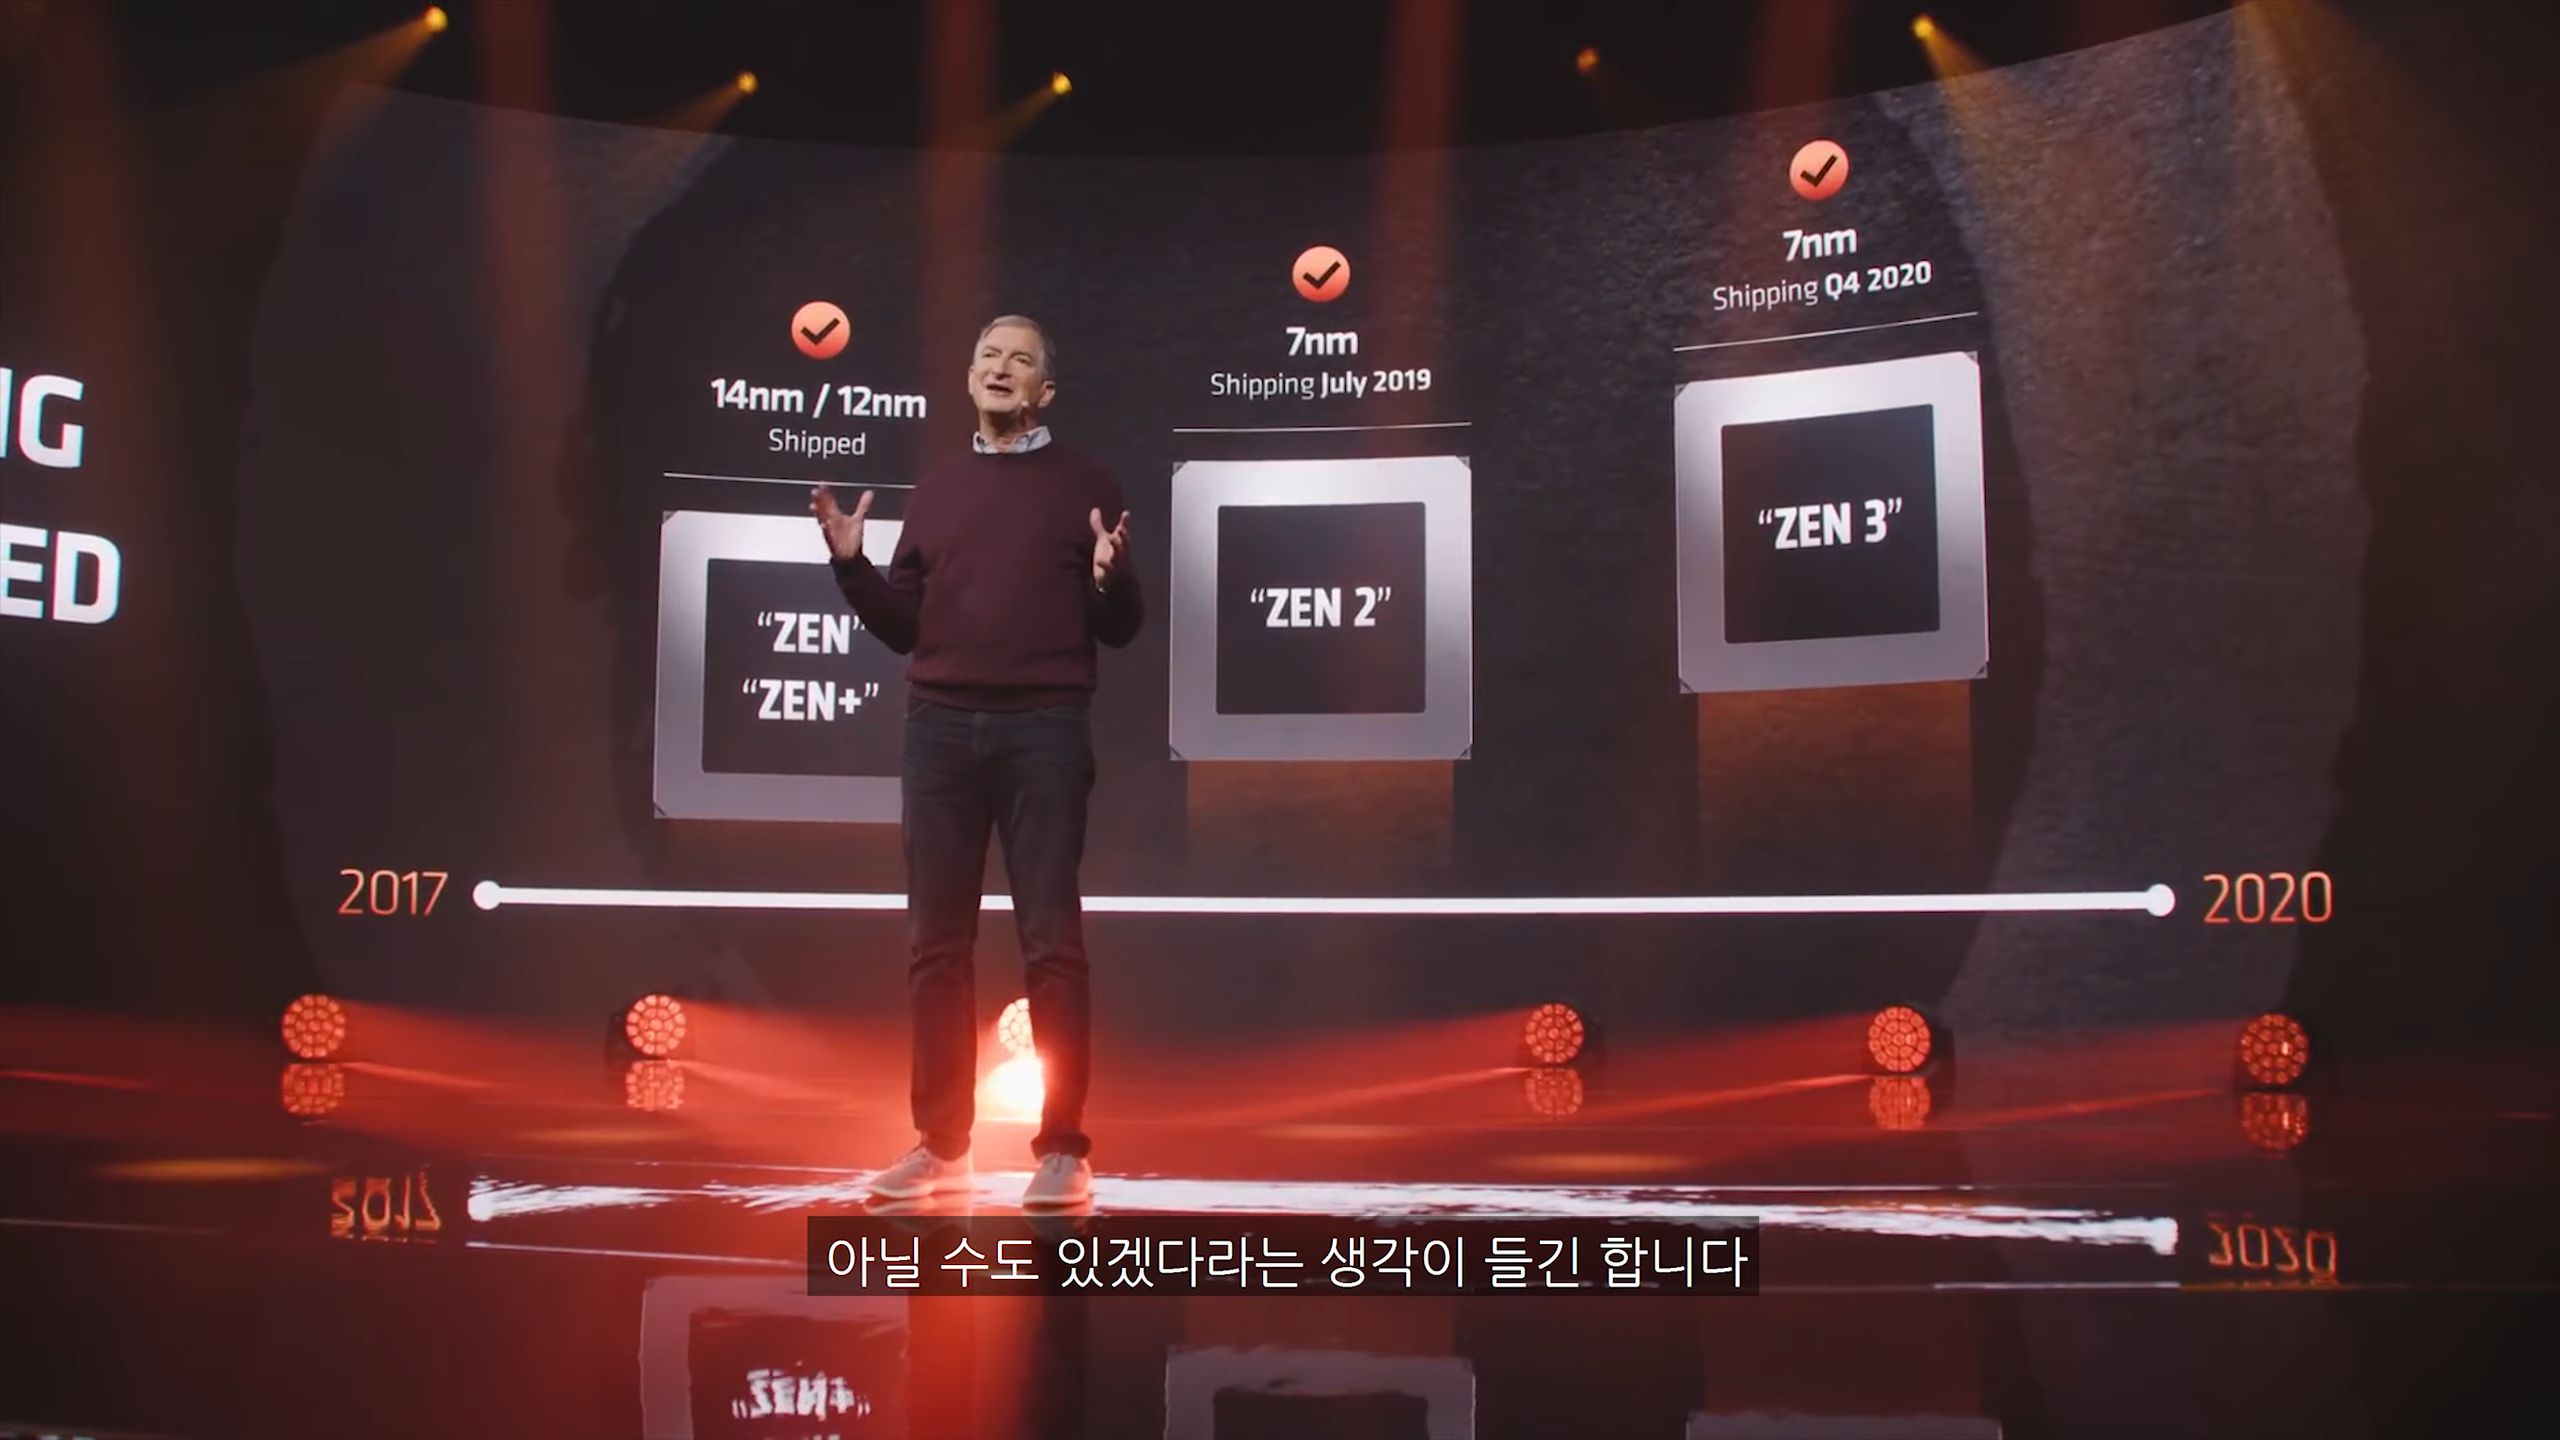 NG
ED
14nm / 12nm
Shipped
"ZEN"
"ZEN+"
7nm
Shipping July 2019
"ZEN 2"
7nm
Shipping Q4 2020
"ZEN 3"
2017
2020
아닐 수도 있겠다라는 생각이 들긴 합니다